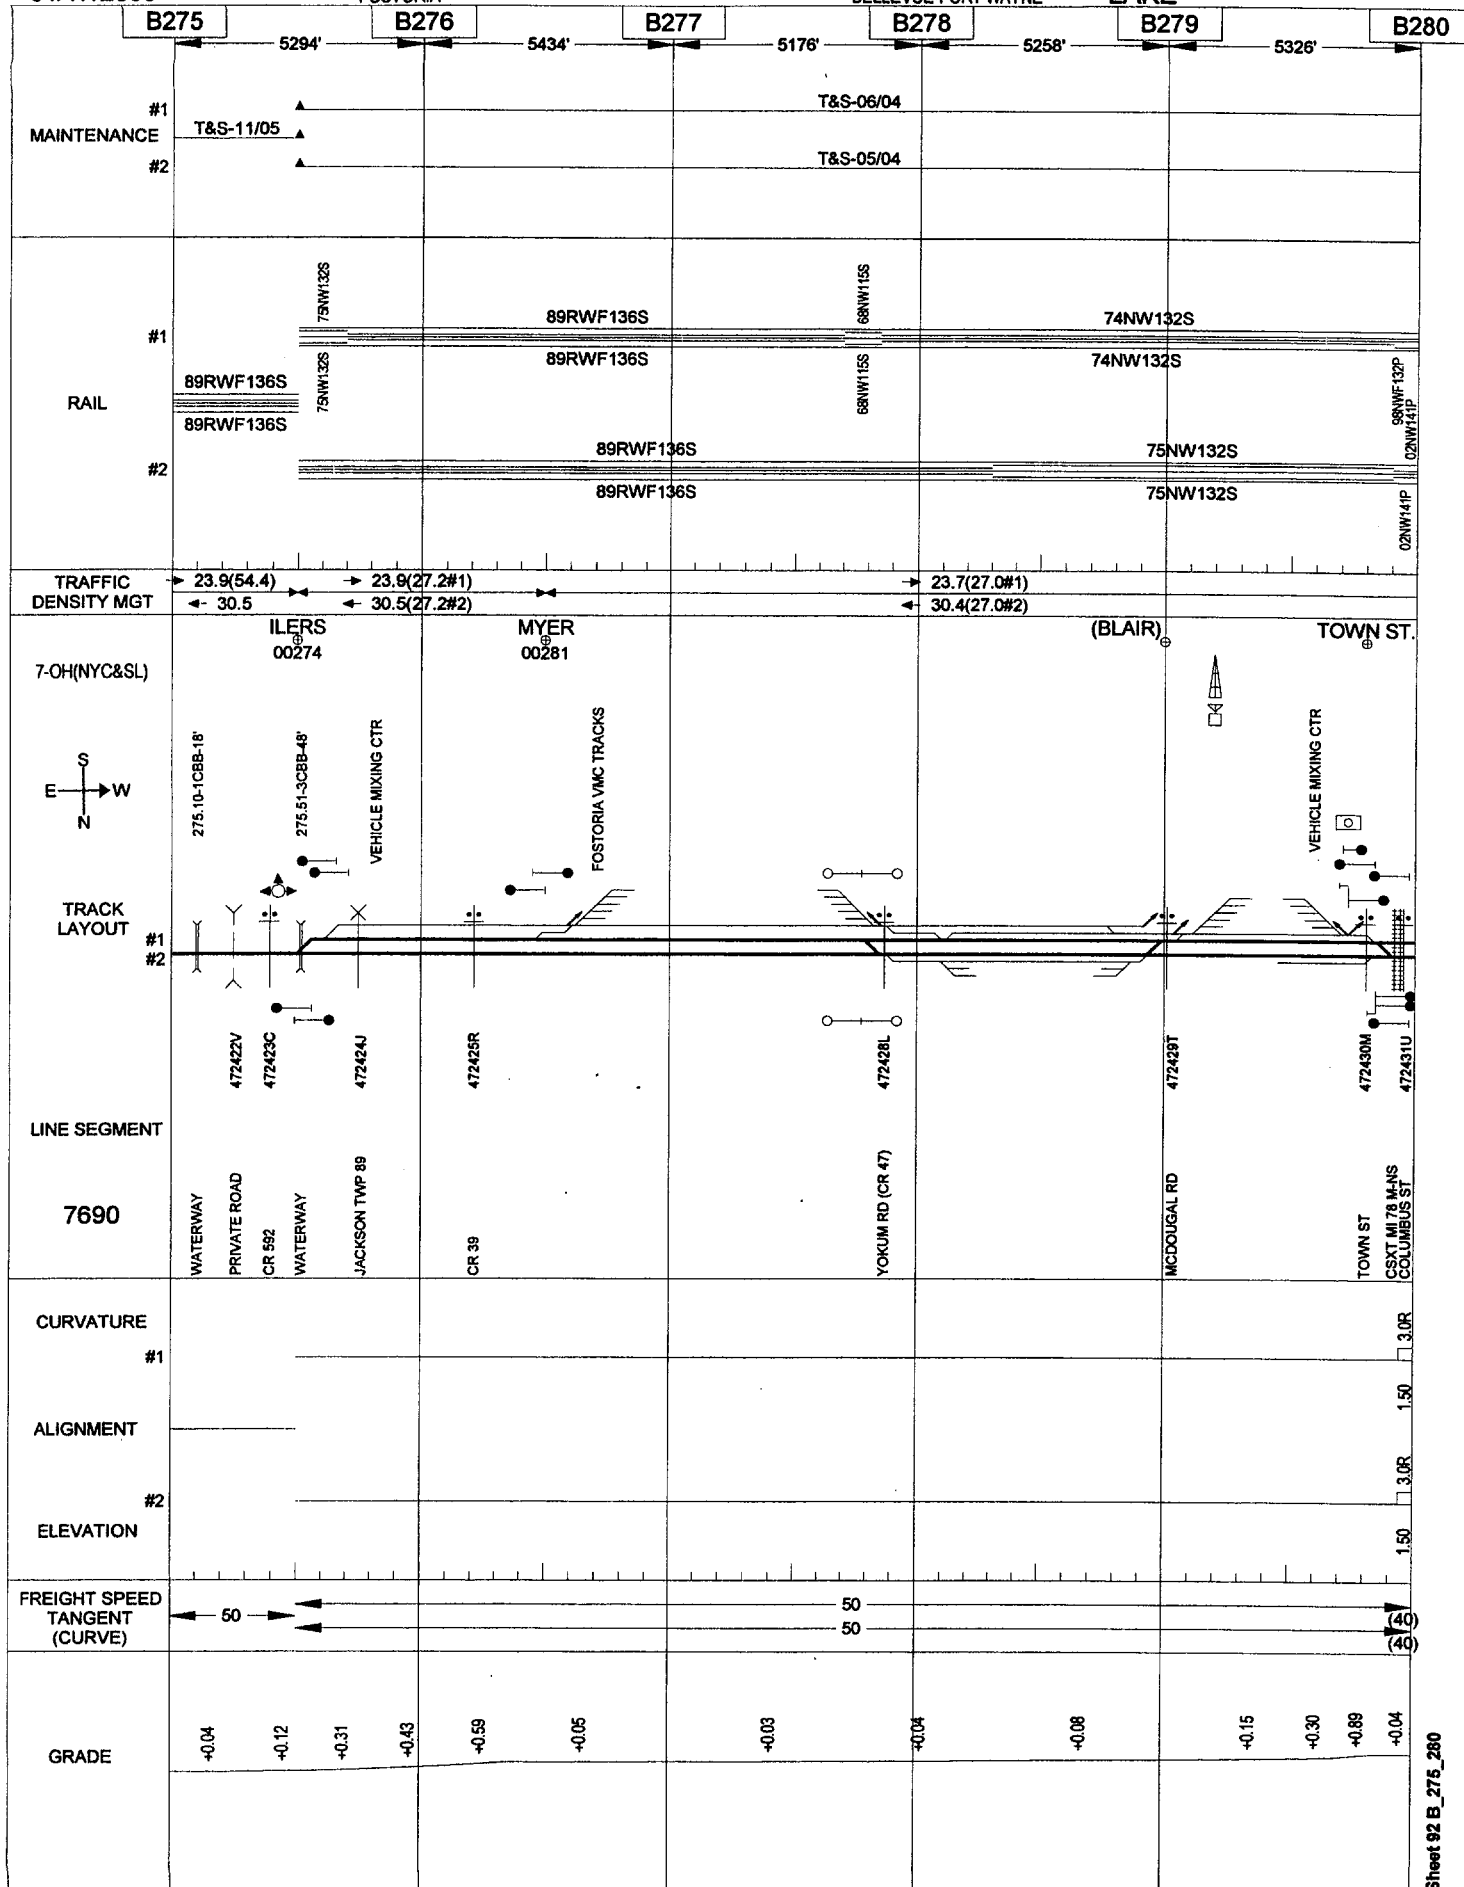 B275 B276 B277 B278 B279 B280
5294' 5434' 5176' 5258' 5326'
#1 T&S-06/04
MAINTENANCE T&S-11/05
#2 T&S-05/04
75NW132S 68NW115S
89RWF136S 74NW132S
#1
89RWF136S 74NW132S
75NW132S 68NW115S
89RWF136S
RAIL
89RWF136S
98NWF132P
02NW141P
89RWF136S 75NW132S
#2
89RWF136S 75NW132S
02NW141P
TRAFFIC 23.9(54.4) 23.9(27.2#1) 23.7(27.0#1)
DENSITY MGT 30.5 30.5(27.2#2) 30.4(27.0#2)
ILERS MYER (BLAIR) TOWN ST.
00274 00281
7-OH(NYC&SL)
S
E W
N
275.10-1CBB-18'
275.51-3CBB-48'
VEHICLE MIXING CTR
FOSTORIA VMC TRACKS
VEHICLE MIXING CTR
TRACK
LAYOUT
#1
#2
472422V
472423C
472424J
472425R
472428L
472429T
472430M
472431U
LINE SEGMENT
7690
WATERWAY
PRIVATE ROAD
CR 592
WATERWAY
JACKSON TWP 89
CR 39
YOKUM RD (CR 47)
MCDOUGAL RD
TOWN ST
CSXT MI 78 M-NS
COLUMBUS ST
CURVATURE 3.0R
#1
1.50
ALIGNMENT
3.0R
#2
ELEVATION 1.50
FREIGHT SPEED 50
TANGENT 50 (40)
(CURVE) 50 (40)
GRADE +0.04 +0.12 +0.31 +0.43 +0.59 +0.05 +0.03 +0.04 +0.08 +0.15 +0.30 +0.89 +0.04
Sheet 92 B_275_280